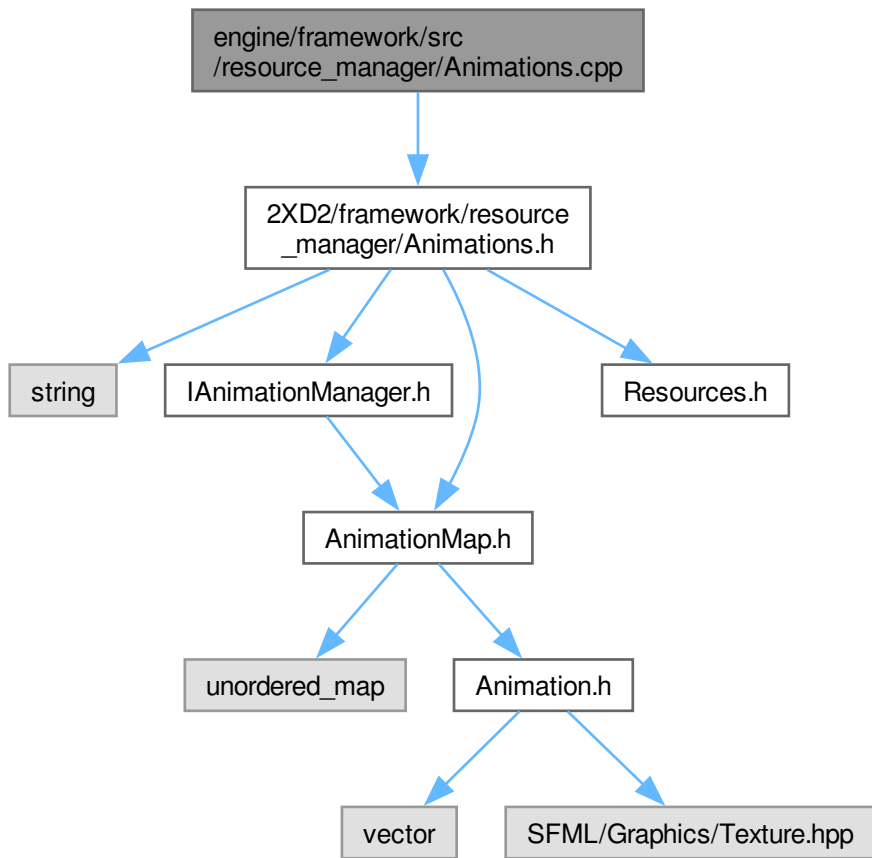 engine/framework/src
/resource_manager/Animations.cpp
2XD2/framework/resource
_manager/Animations.h
string
IAnimationManager.h
Resources.h
AnimationMap.h
unordered_map
Animation.h
vector
SFML/Graphics/Texture.hpp